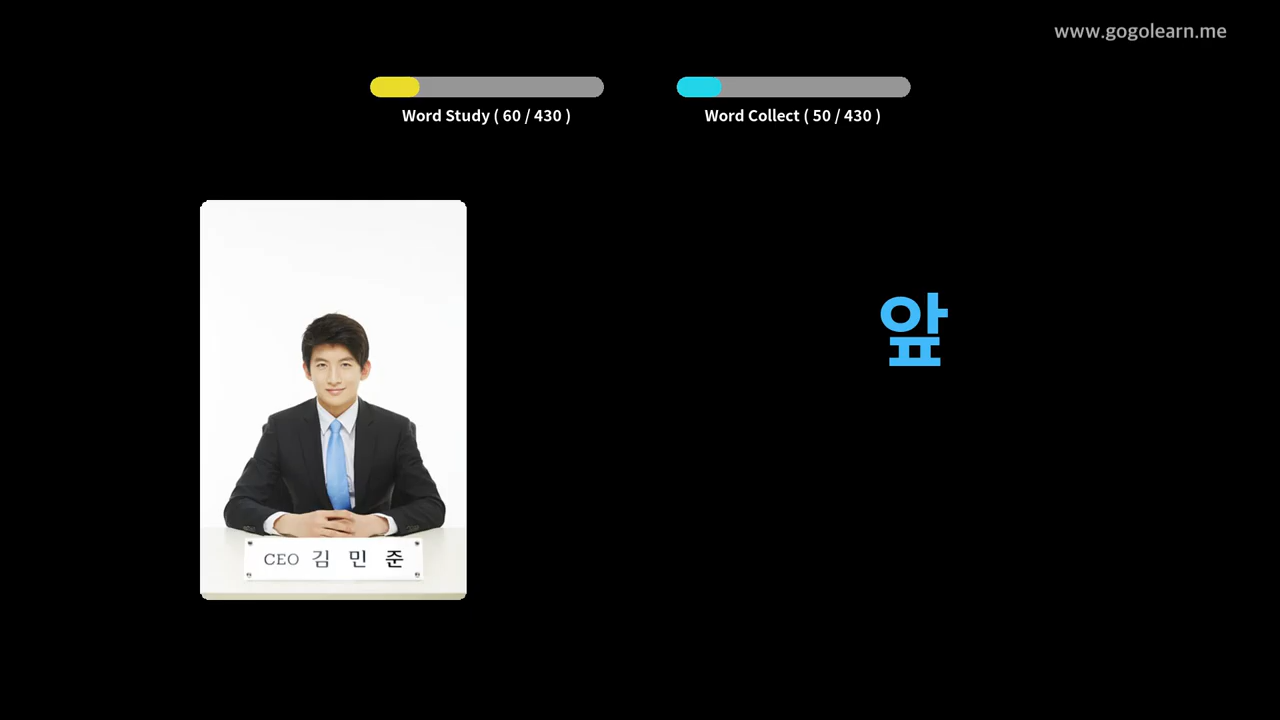 www.gogolearn.me
Word Study ( 60 / 430 )
Word Collect ( 50 / 430 )
앞
CEO 김 민 준